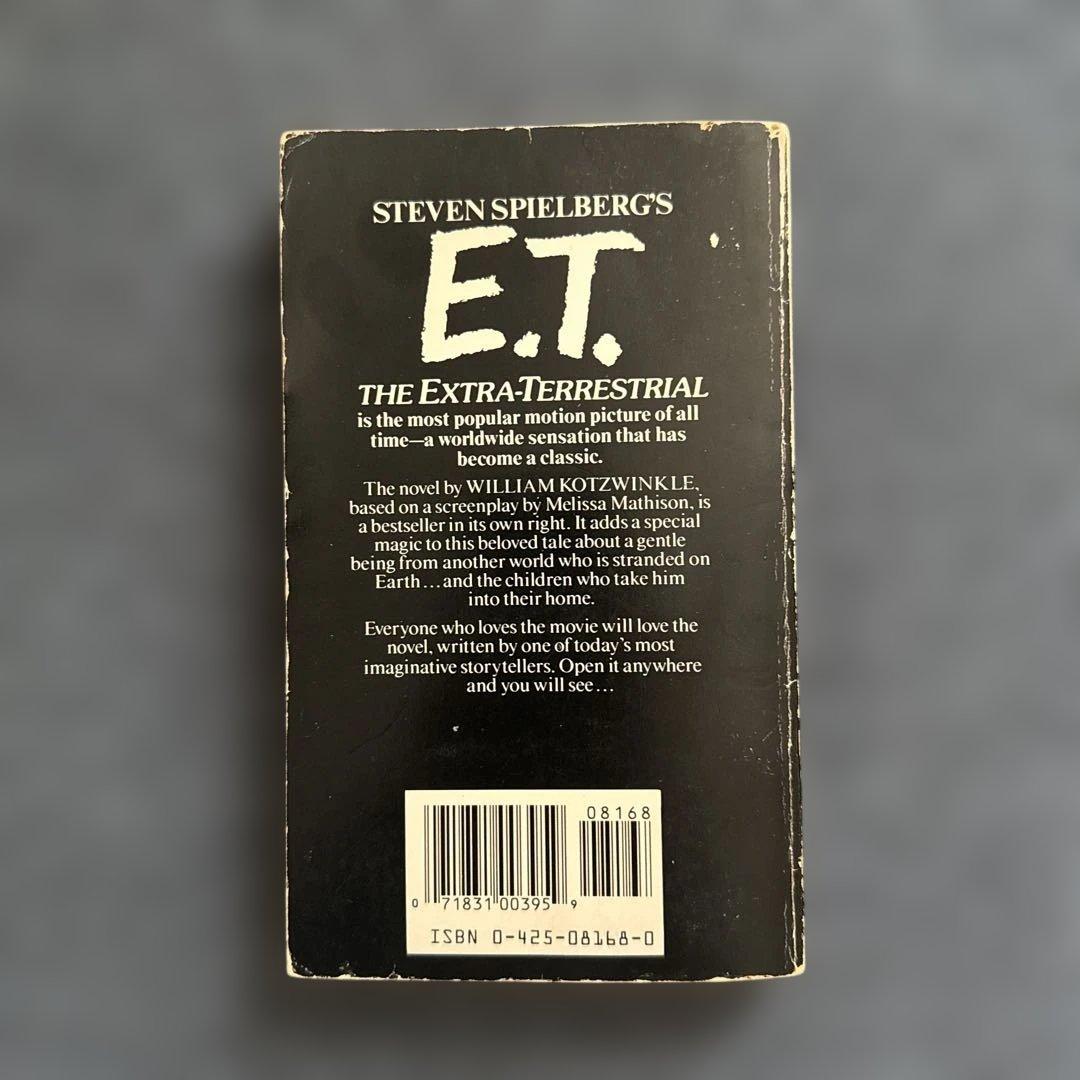 STEVEN SPIELBERG'S
E.T.
THE EXTRA-TERRESTRIAL
is the most popular motion picture of all
time—a worldwide sensation that has
become a classic.
The novel by WILLIAM KOTZWINKLE,
based on a screenplay by Melissa Mathison, is
a bestseller in its own right. It adds a special
magic to this beloved tale about a gentle
being from another world who is stranded on
Earth...and the children who take him
into their home.
Everyone who loves the movie will love the
novel, written by one of today's most
imaginative storytellers. Open it anywhere
and you will see...
08168
0 71831 00395 9
ISBN 0-425-08168-0